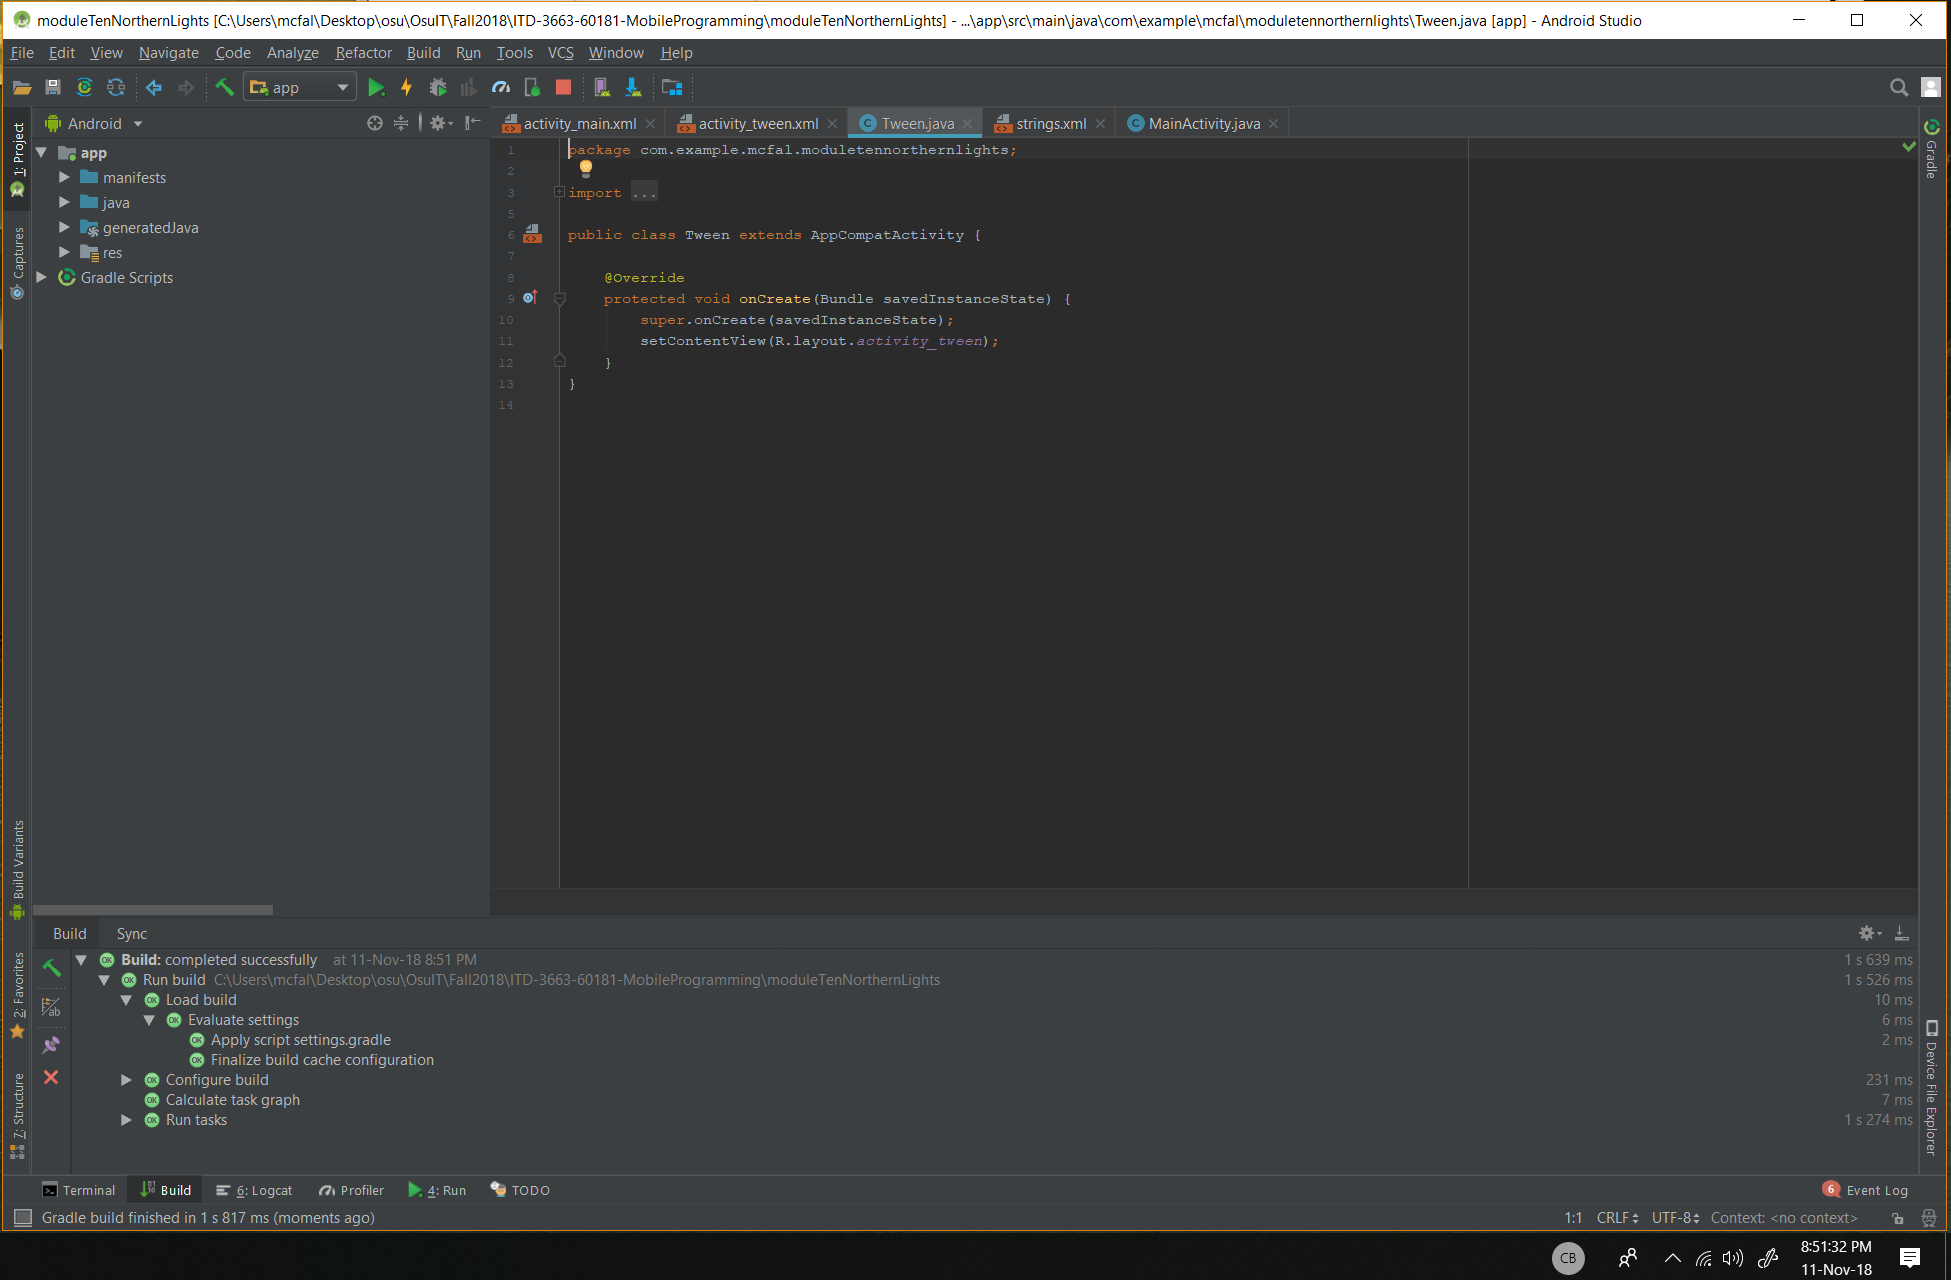 moduleTenNorthernLights [C:\Users\mcfal\Desktop\osu\OsuIT\Fall2018\ITD-3663-60181-MobileProgramming\moduleTenNorthernLights] - ...\app\src\main\java\com\example\mcfal\moduletennorthernlights\Tween.java [app] - Android Studio
File Edit View Navigate Code Analyze Refactor Build Run Tools VCS Window Help
app
Android
activity_main.xml activity_tween.xml Tween.java strings.xml MainActivity.java
1: Project
Captures
Build Variants
2: Favorites
7: Structure
app
manifests
java
generatedJava
res
Gradle Scripts
1 package com.example.mcfal.moduletennorthernlights;
2
3 import ...
5
6 public class Tween extends AppCompatActivity {
7
8 @Override
9 protected void onCreate(Bundle savedInstanceState) {
10 super.onCreate(savedInstanceState);
11 setContentView(R.layout.activity_tween);
12 }
13 }
14
Gradle
Device File Explorer
Build Sync
Build: completed successfully at 11-Nov-18 8:51 PM 1 s 639 ms
Run build C:\Users\mcfal\Desktop\osu\OsuIT\Fall2018\ITD-3663-60181-MobileProgramming\moduleTenNorthernLights 1 s 526 ms
Load build 10 ms
Evaluate settings 6 ms
Apply script settings.gradle 2 ms
Finalize build cache configuration
Configure build 231 ms
Calculate task graph 7 ms
Run tasks 1 s 274 ms
Terminal Build 6: Logcat Profiler 4: Run TODO 6 Event Log
Gradle build finished in 1 s 817 ms (moments ago) 1:1 CRLF UTF-8 Context: <no context>
CB
8:51:32 PM
11-Nov-18